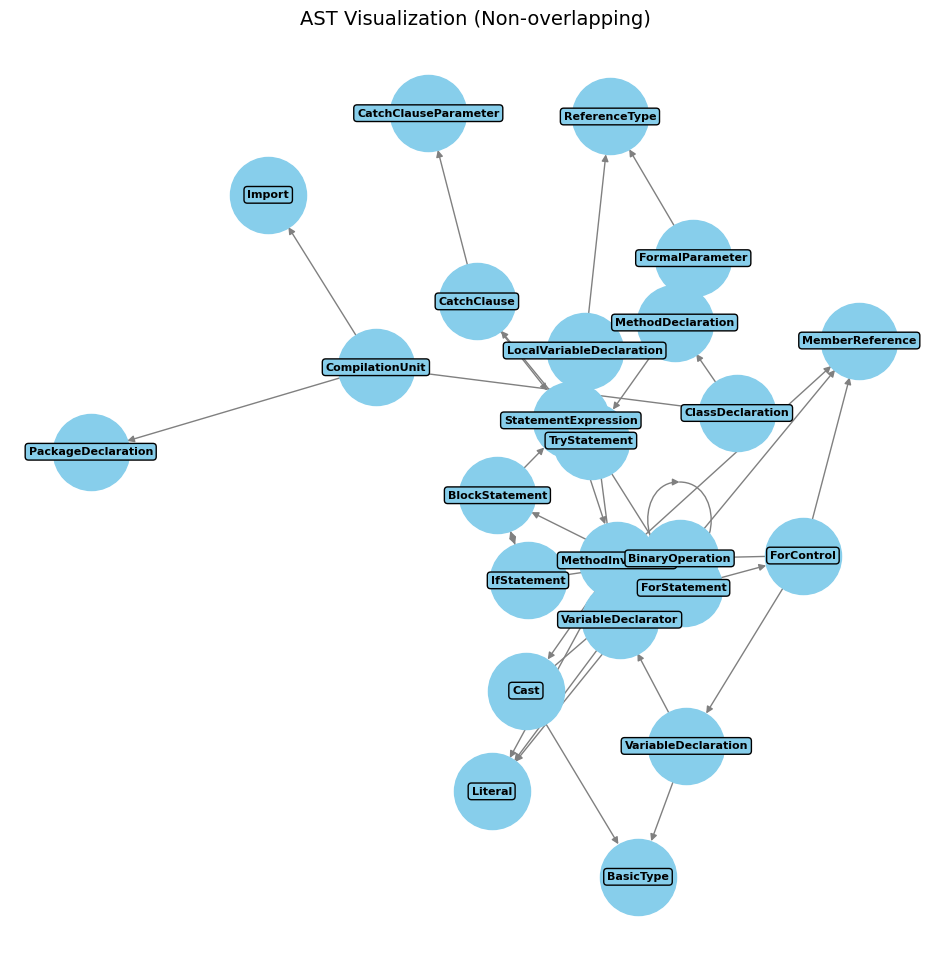 AST Visualization (Non-overlapping)
CatchClauseParameter
ReferenceType
Import
FormalParameter
CatchClause
MethodDeclaration
MemberReference
LocalVariableDeclaration
CompilationUnit
ClassDeclaration
StatementExpression
TryStatement
PackageDeclaration
BlockStatement
BinaryOperation
ForControl
IfStatement
ForStatement
VariableDeclarator
Cast
VariableDeclaration
Literal
BasicType